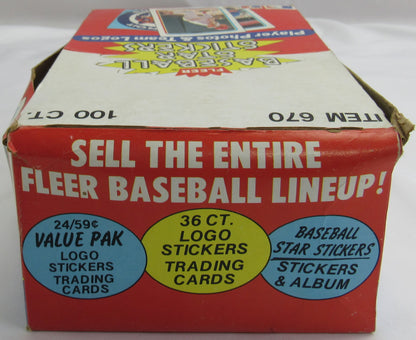 Player Photos & Team Logos
FLEER
BASEBALL
STICKERS
100 CT.
ITEM 670
SELL THE ENTIRE
FLEER BASEBALL LINEUP!
24/59¢
VALUE PAK
LOGO
STICKERS
TRADING
CARDS
36 CT.
LOGO
STICKERS
TRADING
CARDS
BASEBALL
STAR STICKERS
STICKERS
& ALBUM